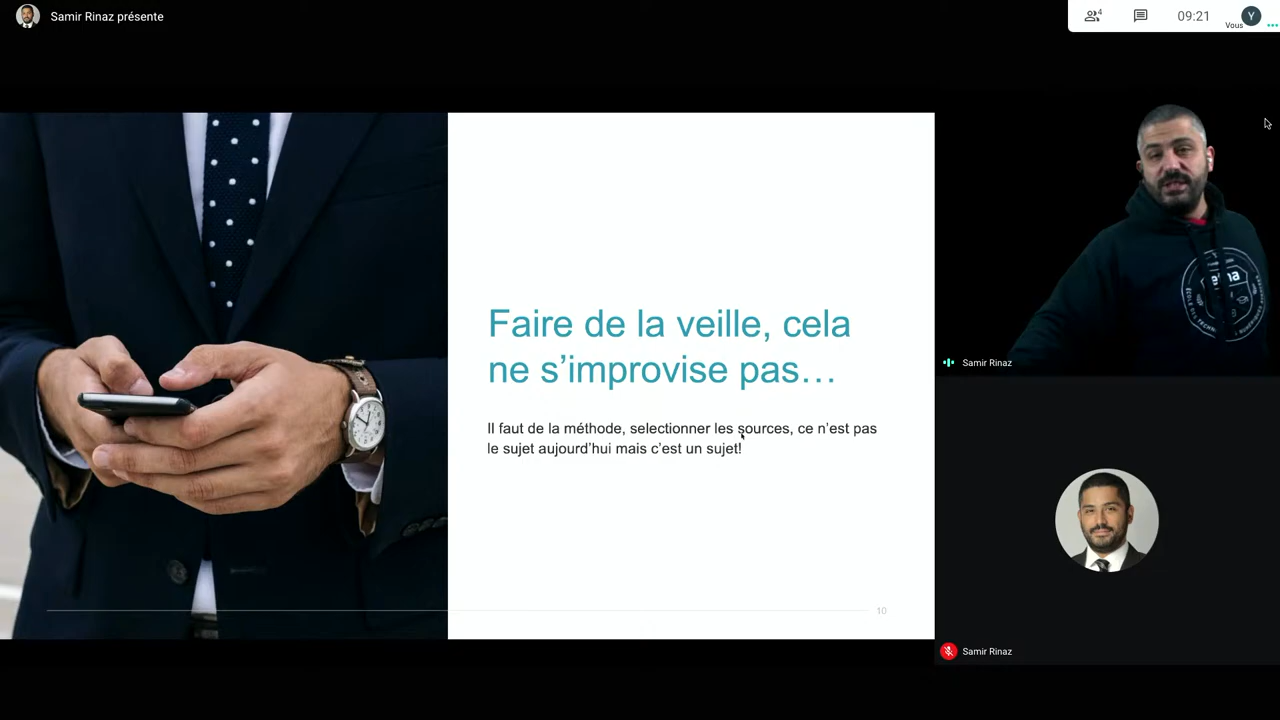 Samir Rinaz présente
4
09:21
Vous
Y
Faire de la veille, cela
ne s’improvise pas…
Il faut de la méthode, selectionner les sources, ce n’est pas
le sujet aujourd’hui mais c’est un sujet!
10
Samir Rinaz
Samir Rinaz